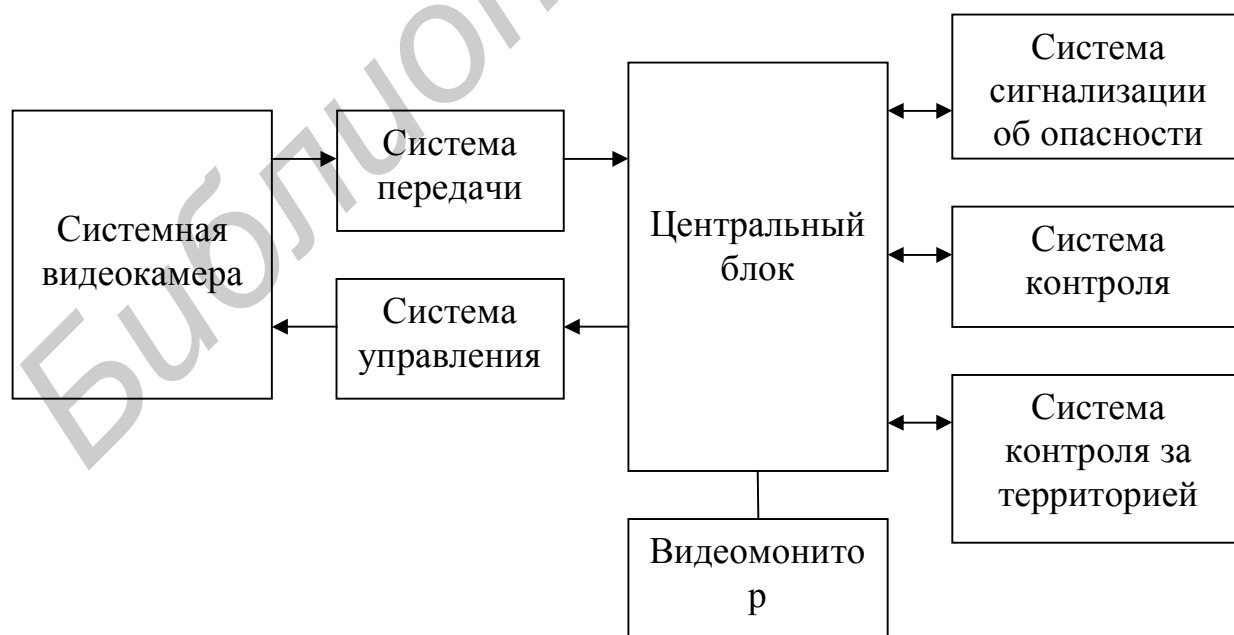 Система
сигнализации
об опасности
Система
передачи
Системная
видеокамера
Центральный
блок
Система
контроля
Система
управления
Система
контроля за
территорией
Видеомонито
р